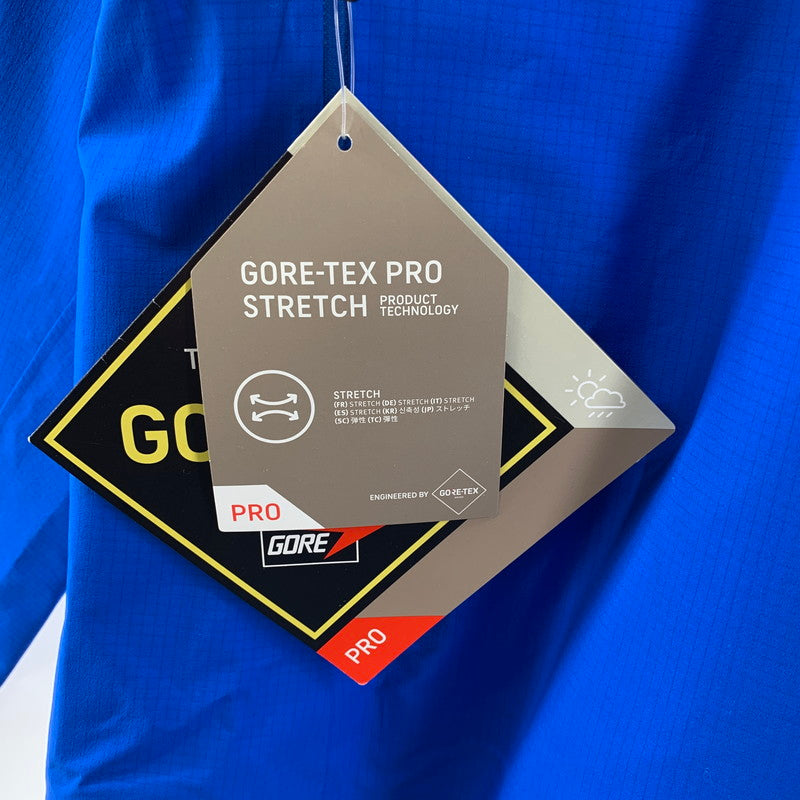 GORE-TEX PRO
STRETCH PRODUCT
TECHNOLOGY
T
GO
STRETCH
(FR) STRETCH (DE) STRETCH (IT) STRETCH
(ES) STRETCH (KR) 신축성 (JP) ストレッチ
(SC) 弹性 (TC) 彈性
ENGINEERED BY GORE-TEX
PRO
GORE
PRO